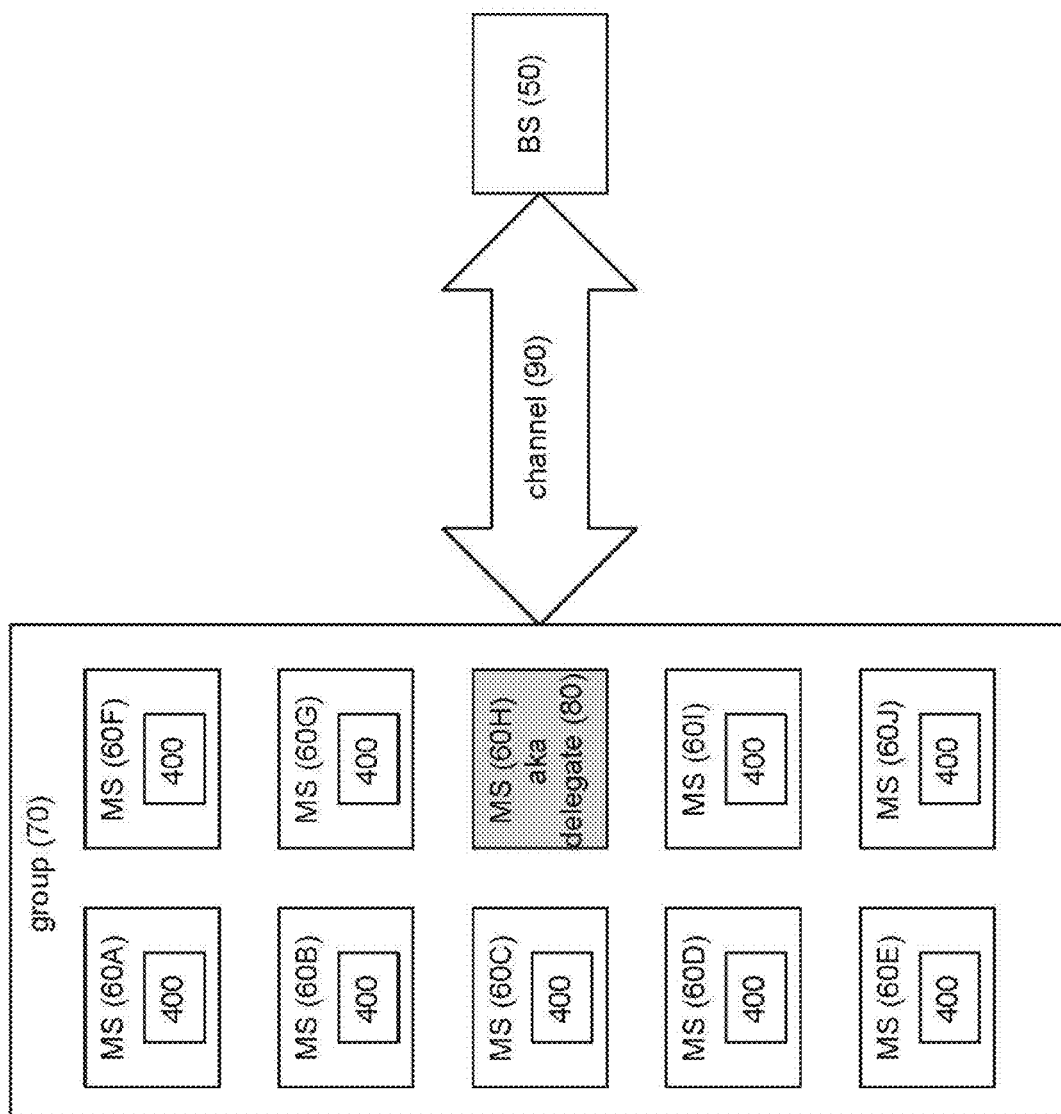 group (70)
MS (60A)
400
MS (60F)
400
MS (60B)
400
MS (60G)
400
MS (60C)
400
MS (60H)
aka
delegate (80)
MS (60D)
400
MS (60I)
400
MS (60E)
400
MS (60J)
400
channel (90)
BS (50)